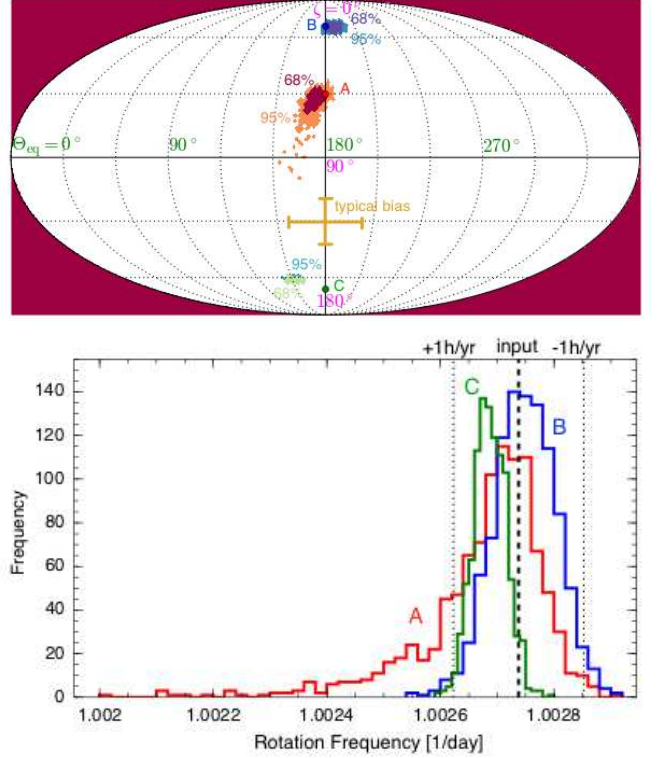 ζ = 0°
B
68%
95%
68%
A
95%
Θeq = 0°
90°
180°
270°
90°
typical bias
95%
C
68%
180°
+1h/yr input -1h/yr
140
120
100
80
60
40
20
0
Frequency
C
B
A
1.002 1.0022 1.0024 1.0026 1.0028
Rotation Frequency [1/day]